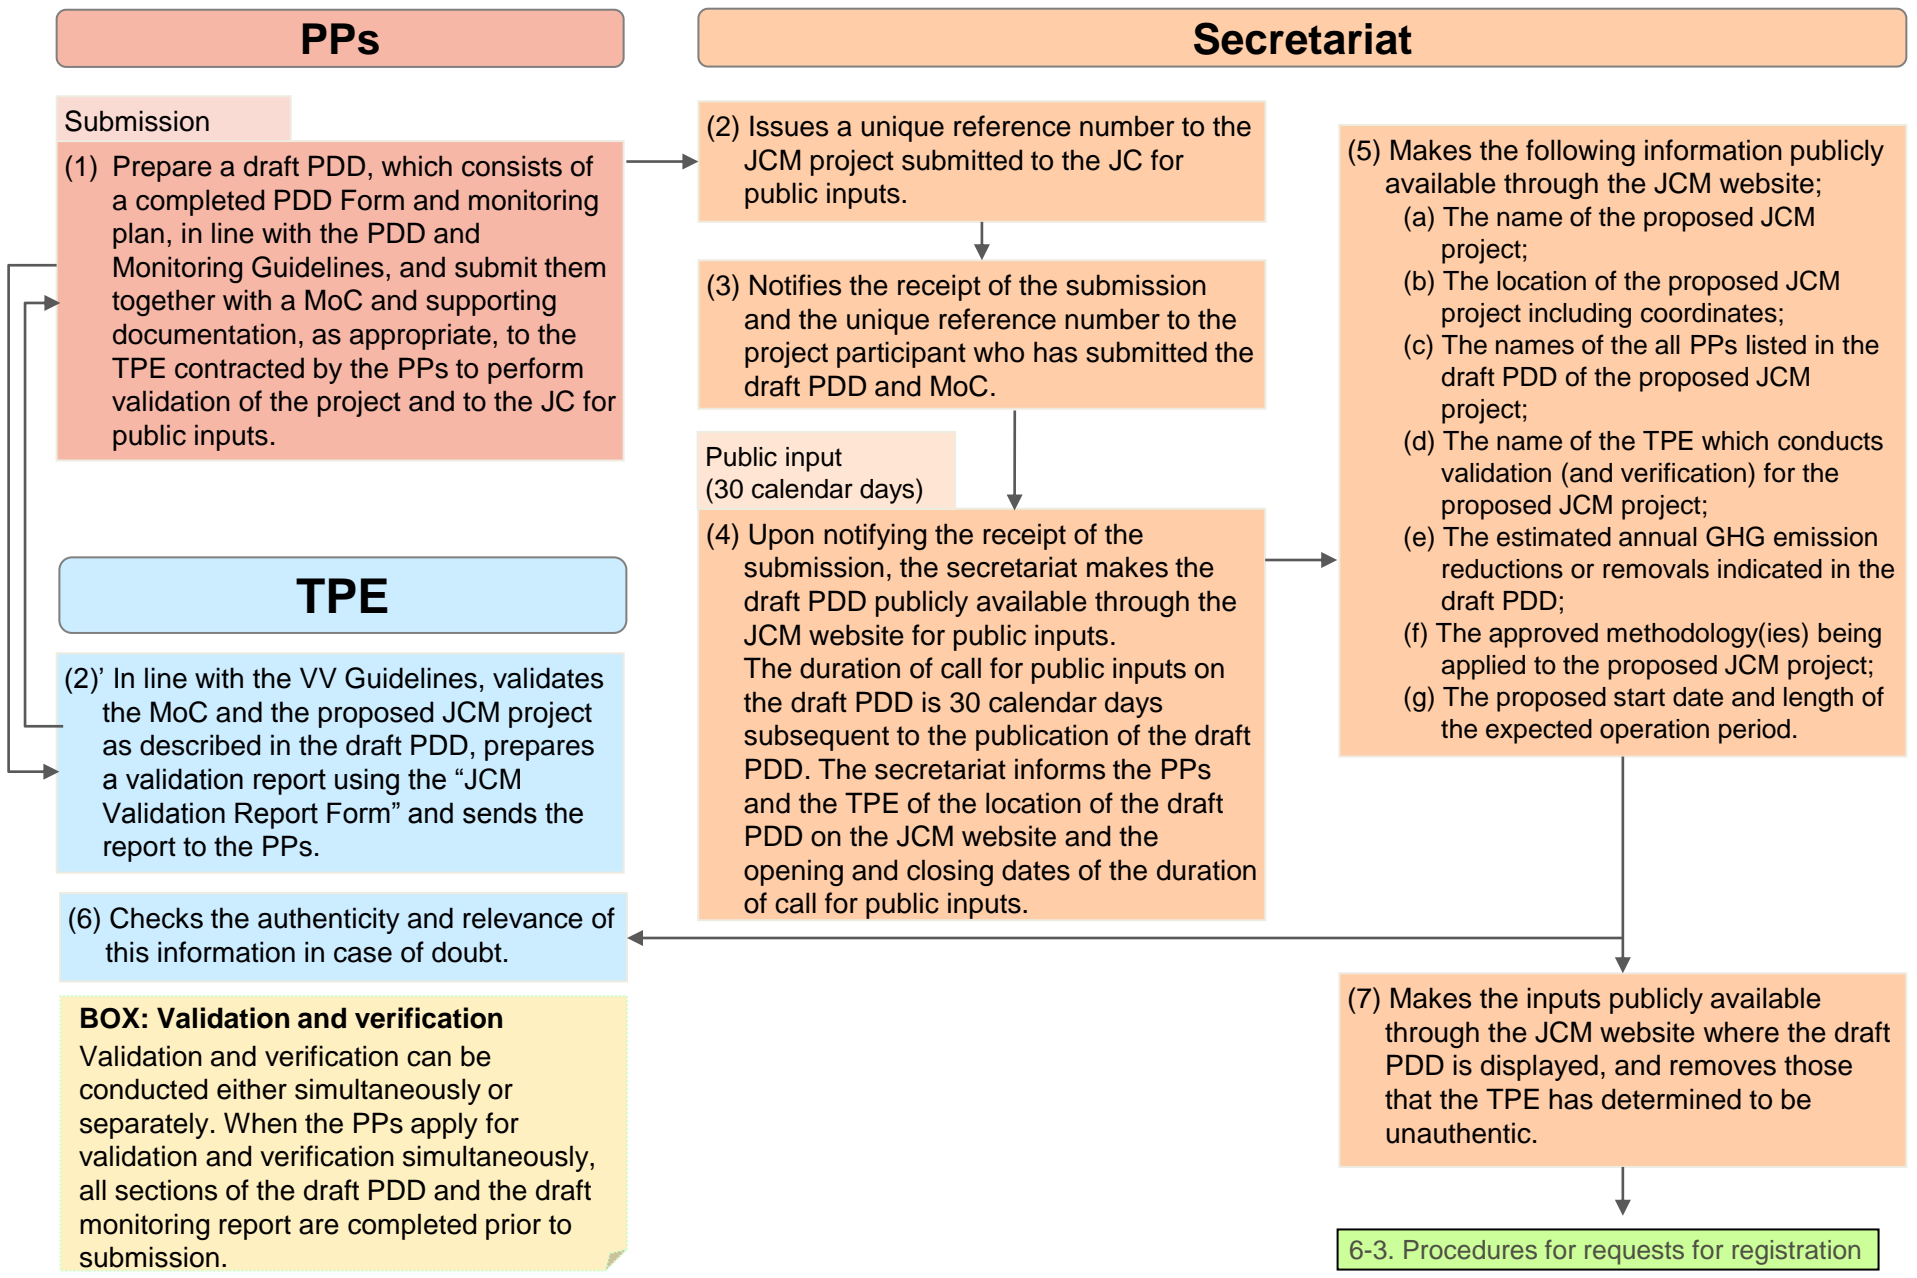 PPs
Submission
(1) Prepare a draft PDD, which consists of
a completed PDD Form and monitoring
plan, in line with the PDD and
Monitoring Guidelines, and submit them
together with a MoC and supporting
documentation, as appropriate, to the
TPE contracted by the PPs to perform
validation of the project and to the JC for
public inputs.
TPE
(2)’ In line with the VV Guidelines, validates
the MoC and the proposed JCM project
as described in the draft PDD, prepares
a validation report using the “JCM
Validation Report Form” and sends the
report to the PPs.
(6) Checks the authenticity and relevance of
this information in case of doubt.
BOX: Validation and verification
Validation and verification can be
conducted either simultaneously or
separately. When the PPs apply for
validation and verification simultaneously,
all sections of the draft PDD and the draft
monitoring report are completed prior to
submission.
Secretariat
(2) Issues a unique reference number to the
JCM project submitted to the JC for
public inputs.
(3) Notifies the receipt of the submission
and the unique reference number to the
project participant who has submitted the
draft PDD and MoC.
Public input
(30 calendar days)
(4) Upon notifying the receipt of the
submission, the secretariat makes the
draft PDD publicly available through the
JCM website for public inputs.
The duration of call for public inputs on
the draft PDD is 30 calendar days
subsequent to the publication of the draft
PDD. The secretariat informs the PPs
and the TPE of the location of the draft
PDD on the JCM website and the
opening and closing dates of the duration
of call for public inputs.
(5) Makes the following information publicly
available through the JCM website;
(a) The name of the proposed JCM
project;
(b) The location of the proposed JCM
project including coordinates;
(c) The names of the all PPs listed in the
draft PDD of the proposed JCM
project;
(d) The name of the TPE which conducts
validation (and verification) for the
proposed JCM project;
(e) The estimated annual GHG emission
reductions or removals indicated in the
draft PDD;
(f) The approved methodology(ies) being
applied to the proposed JCM project;
(g) The proposed start date and length of
the expected operation period.
(7) Makes the inputs publicly available
through the JCM website where the draft
PDD is displayed, and removes those
that the TPE has determined to be
unauthentic.
6-3. Procedures for requests for registration